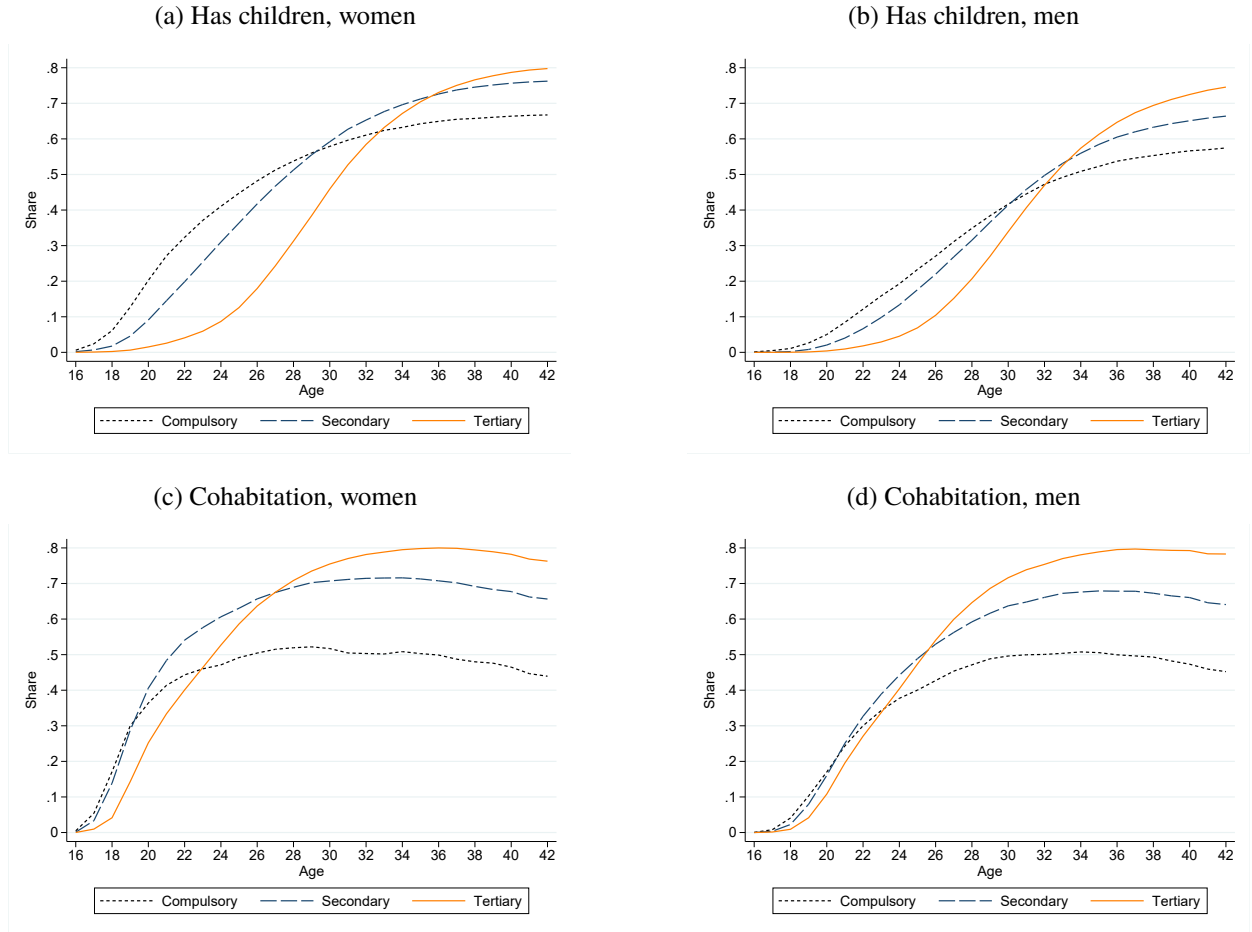 (a) Has children, women
.8
.7
.6
.5
.4
.3
.2
.1
0
Share
16 18 20 22 24 26 28 30 32 34 36 38 40 42
Age
Compulsory Secondary Tertiary
(b) Has children, men
.8
.7
.6
.5
.4
.3
.2
.1
0
Share
16 18 20 22 24 26 28 30 32 34 36 38 40 42
Age
Compulsory Secondary Tertiary
(c) Cohabitation, women
.8
.7
.6
.5
.4
.3
.2
.1
0
Share
16 18 20 22 24 26 28 30 32 34 36 38 40 42
Age
Compulsory Secondary Tertiary
(d) Cohabitation, men
.8
.7
.6
.5
.4
.3
.2
.1
0
Share
16 18 20 22 24 26 28 30 32 34 36 38 40 42
Age
Compulsory Secondary Tertiary